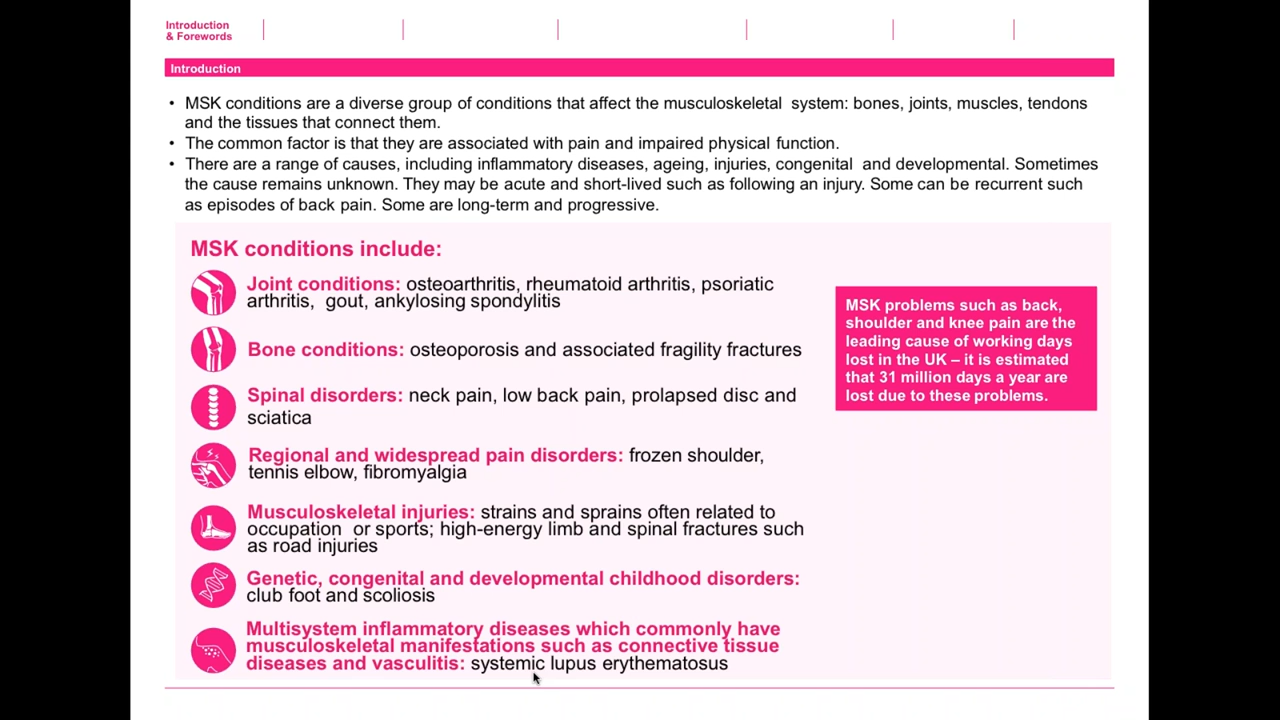 Introduction
& Forewords
Introduction
• MSK conditions are a diverse group of conditions that affect the musculoskeletal system: bones, joints, muscles, tendons
and the tissues that connect them.
• The common factor is that they are associated with pain and impaired physical function.
• There are a range of causes, including inflammatory diseases, ageing, injuries, congenital and developmental. Sometimes
the cause remains unknown. They may be acute and short-lived such as following an injury. Some can be recurrent such
as episodes of back pain. Some are long-term and progressive.
MSK conditions include:
Joint conditions: osteoarthritis, rheumatoid arthritis, psoriatic
arthritis, gout, ankylosing spondylitis
Bone conditions: osteoporosis and associated fragility fractures
Spinal disorders: neck pain, low back pain, prolapsed disc and
sciatica
Regional and widespread pain disorders: frozen shoulder,
tennis elbow, fibromyalgia
Musculoskeletal injuries: strains and sprains often related to
occupation or sports; high-energy limb and spinal fractures such
as road injuries
Genetic, congenital and developmental childhood disorders:
club foot and scoliosis
Multisystem inflammatory diseases which commonly have
musculoskeletal manifestations such as connective tissue
diseases and vasculitis: systemic lupus erythematosus
MSK problems such as back,
shoulder and knee pain are the
leading cause of working days
lost in the UK – it is estimated
that 31 million days a year are
lost due to these problems.